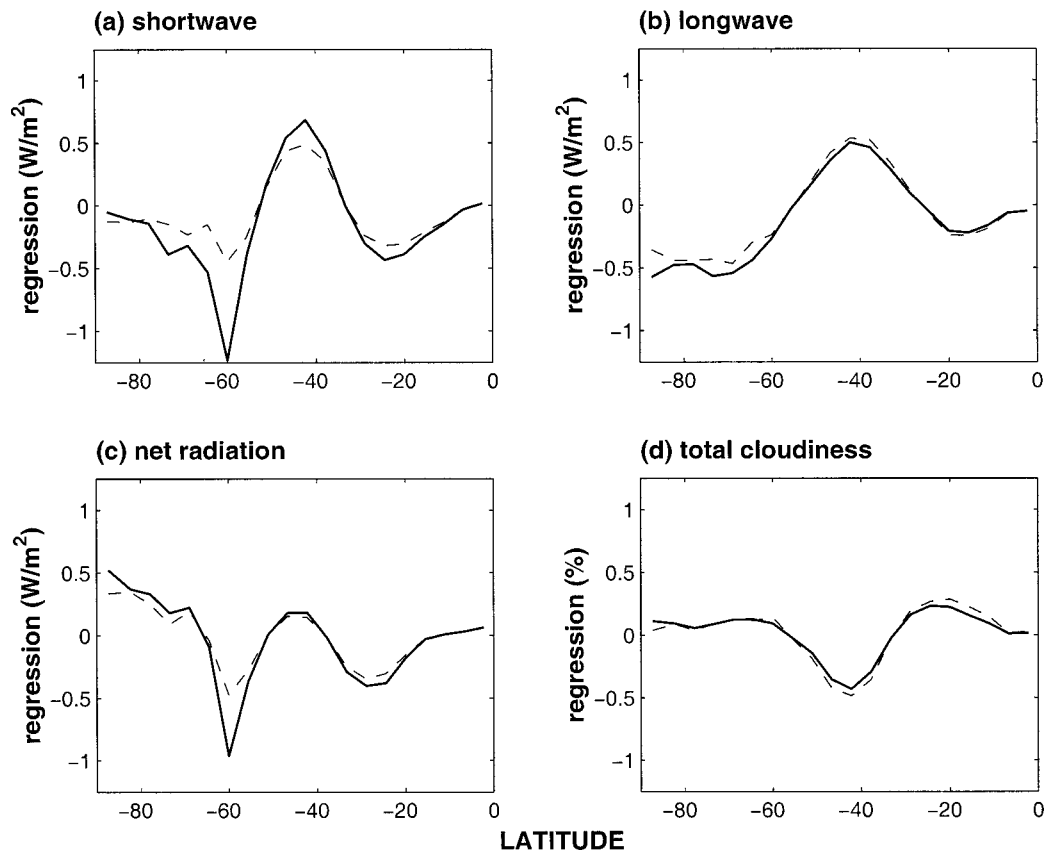 (a) shortwave
regression (W/m²)
1
0.5
0
−0.5
−1
−80 −60 −40 −20 0
(b) longwave
regression (W/m²)
1
0.5
0
−0.5
−1
−80 −60 −40 −20 0
(c) net radiation
regression (W/m²)
1
0.5
0
−0.5
−1
−80 −60 −40 −20 0
(d) total cloudiness
regression (%)
1
0.5
0
−0.5
−1
−80 −60 −40 −20 0
LATITUDE